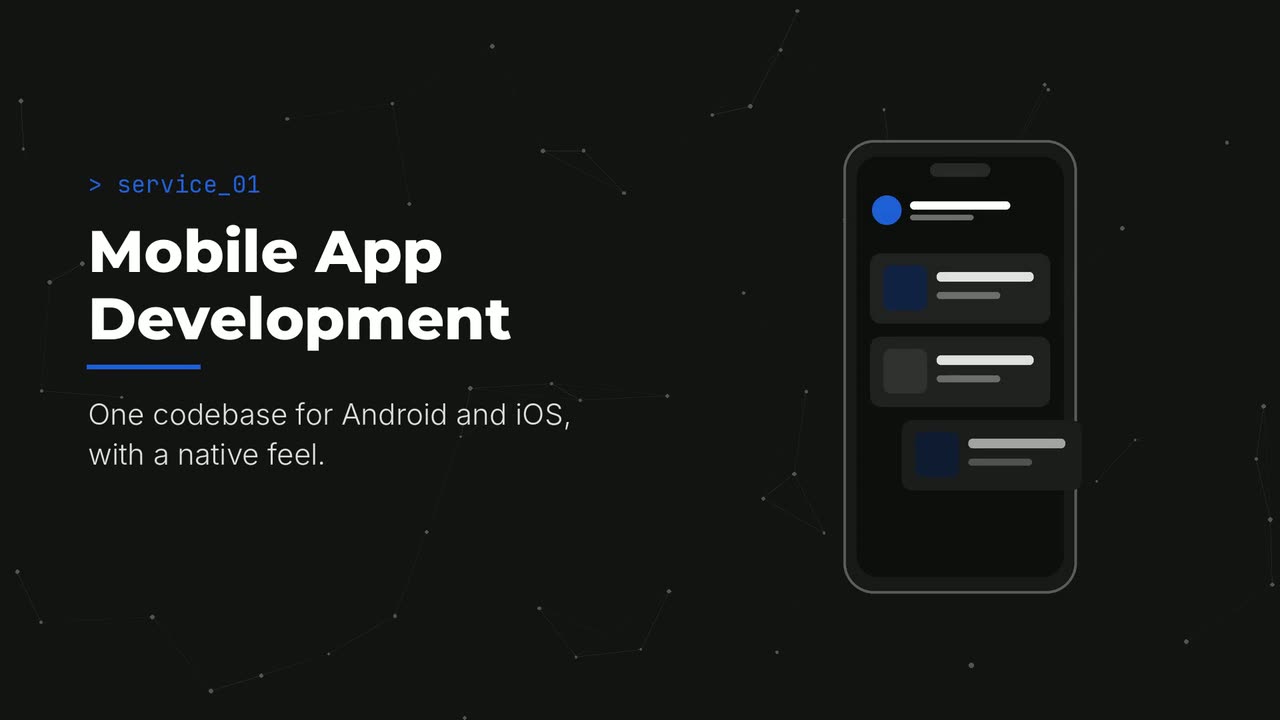 > service_01
Mobile App
Development
One codebase for Android and iOS,
with a native feel.